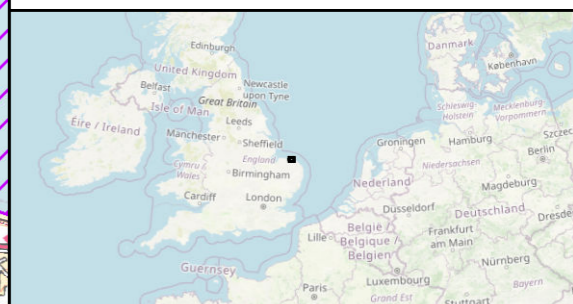 Edinburgh
United Kingdom
Belfast
Newcastle
upon Tyne
Isle of Man
Great Britain
Leeds
Éire / Ireland
Manchester
Sheffield
England
Cymru /
Wales
Birmingham
Cardiff
London
Guernsey
Danmark
København
Schleswig-
Holstein
Mecklenburg-
Vorpommern
Groningen
Hamburg
Szczec
Berlin
Niedersachsen
Nederland
Magdeburg
Düsseldorf
Deutschland
Dresde
België
Belgique /
Belgien
Lille
Frankfurt
am Main
Nürnberg
Luxembourg
Paris
Grand Est
Bayern
Stuttgart